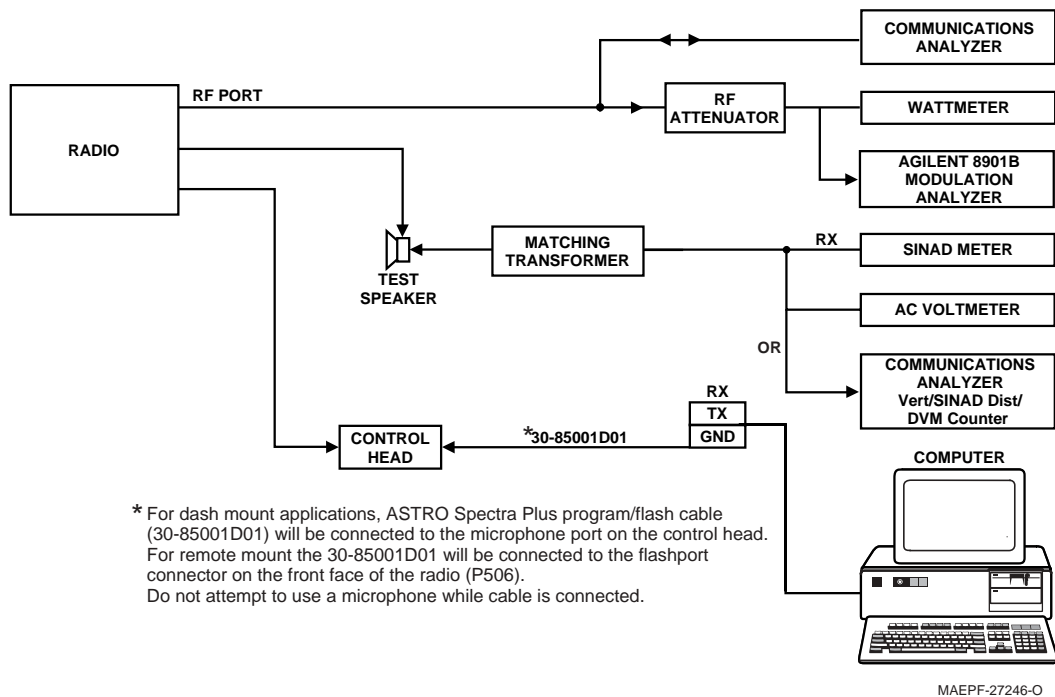 COMMUNICATIONS
ANALYZER
RF PORT
RF
ATTENUATOR
WATTMETER
RADIO
AGILENT 8901B
MODULATION
ANALYZER
MATCHING
TRANSFORMER
RX
SINAD METER
TEST
SPEAKER
AC VOLTMETER
OR
COMMUNICATIONS
ANALYZER
Vert/SINAD Dist/
DVM Counter
RX
TX
GND
CONTROL
HEAD
*30-85001D01
COMPUTER
* For dash mount applications, ASTRO Spectra Plus program/flash cable
(30-85001D01) will be connected to the microphone port on the control head.
For remote mount the 30-85001D01 will be connected to the flashport
connector on the front face of the radio (P506).
Do not attempt to use a microphone while cable is connected.
MAEPF-27246-O